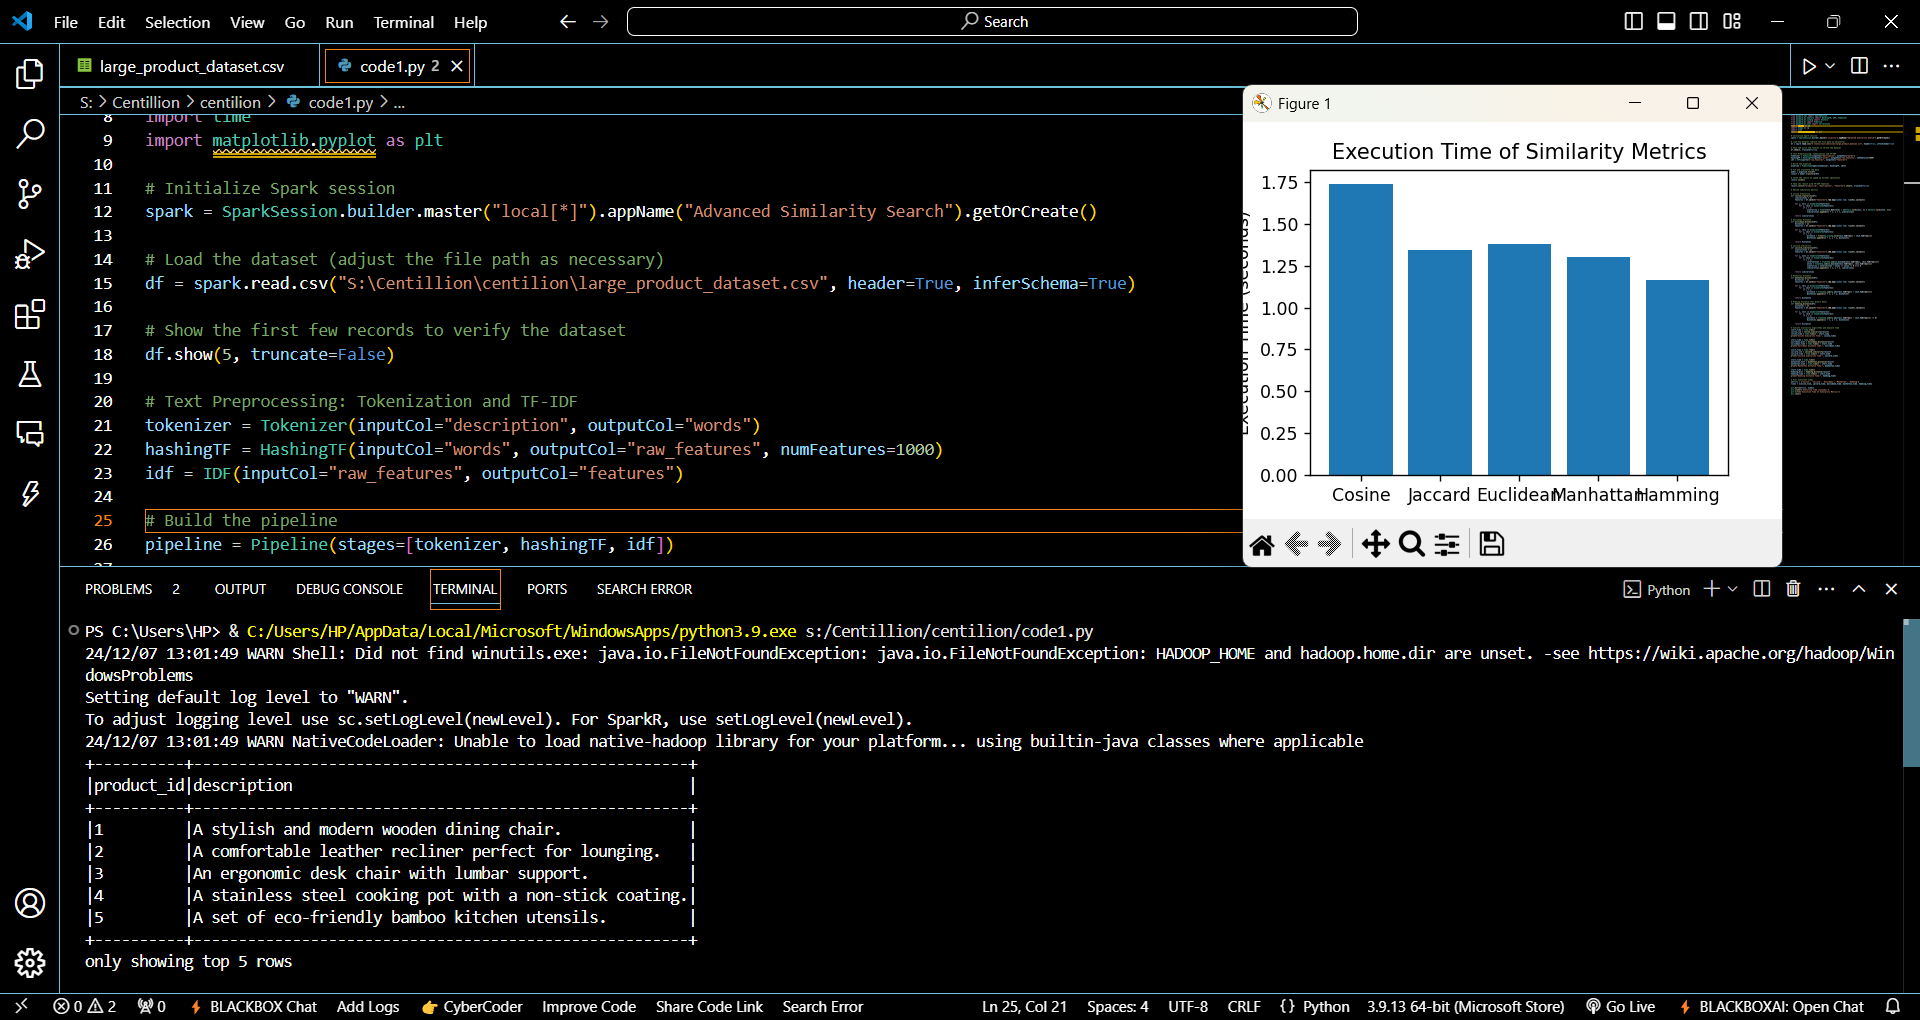 File Edit Selection View Go Run Terminal Help
Search
large_product_dataset.csv
code1.py 2
S: > Centillion > centilion > code1.py > ...
8 import time
9 import matplotlib.pyplot as plt
10
11 # Initialize Spark session
12 spark = SparkSession.builder.master("local[*]").appName("Advanced Similarity Search").getOrCreate()
13
14 # Load the dataset (adjust the file path as necessary)
15 df = spark.read.csv("S:\Centillion\centilion\large_product_dataset.csv", header=True, inferSchema=True)
16
17 # Show the first few records to verify the dataset
18 df.show(5, truncate=False)
19
20 # Text Preprocessing: Tokenization and TF-IDF
21 tokenizer = Tokenizer(inputCol="description", outputCol="words")
22 hashingTF = HashingTF(inputCol="words", outputCol="raw_features", numFeatures=1000)
23 idf = IDF(inputCol="raw_features", outputCol="features")
24
25 # Build the pipeline
26 pipeline = Pipeline(stages=[tokenizer, hashingTF, idf])
Figure 1
Execution Time of Similarity Metrics
Execution Time (seconds)
1.75
1.50
1.25
1.00
0.75
0.50
0.25
0.00
Cosine Jaccard Euclidean Manhattan Hamming
PROBLEMS 2 OUTPUT DEBUG CONSOLE TERMINAL PORTS SEARCH ERROR
Python
PS C:\Users\HP> & C:/Users/HP/AppData/Local/Microsoft/WindowsApps/python3.9.exe s:/Centillion/centilion/code1.py
24/12/07 13:01:49 WARN Shell: Did not find winutils.exe: java.io.FileNotFoundException: java.io.FileNotFoundException: HADOOP_HOME and hadoop.home.dir are unset. -see https://wiki.apache.org/hadoop/Win
dowsProblems
Setting default log level to "WARN".
To adjust logging level use sc.setLogLevel(newLevel). For SparkR, use setLogLevel(newLevel).
24/12/07 13:01:49 WARN NativeCodeLoader: Unable to load native-hadoop library for your platform... using builtin-java classes where applicable
+----------+-------------------------------------------------------+
|product_id|description                                            |
+----------+-------------------------------------------------------+
|1         |A stylish and modern wooden dining chair.              |
|2         |A comfortable leather recliner perfect for lounging.   |
|3         |An ergonomic desk chair with lumbar support.           |
|4         |A stainless steel cooking pot with a non-stick coating.|
|5         |A set of eco-friendly bamboo kitchen utensils.         |
+----------+-------------------------------------------------------+
only showing top 5 rows
0 2 0 BLACKBOX Chat Add Logs CyberCoder Improve Code Share Code Link Search Error Ln 25, Col 21 Spaces: 4 UTF-8 CRLF {} Python 3.9.13 64-bit (Microsoft Store) Go Live BLACKBOXAI: Open Chat